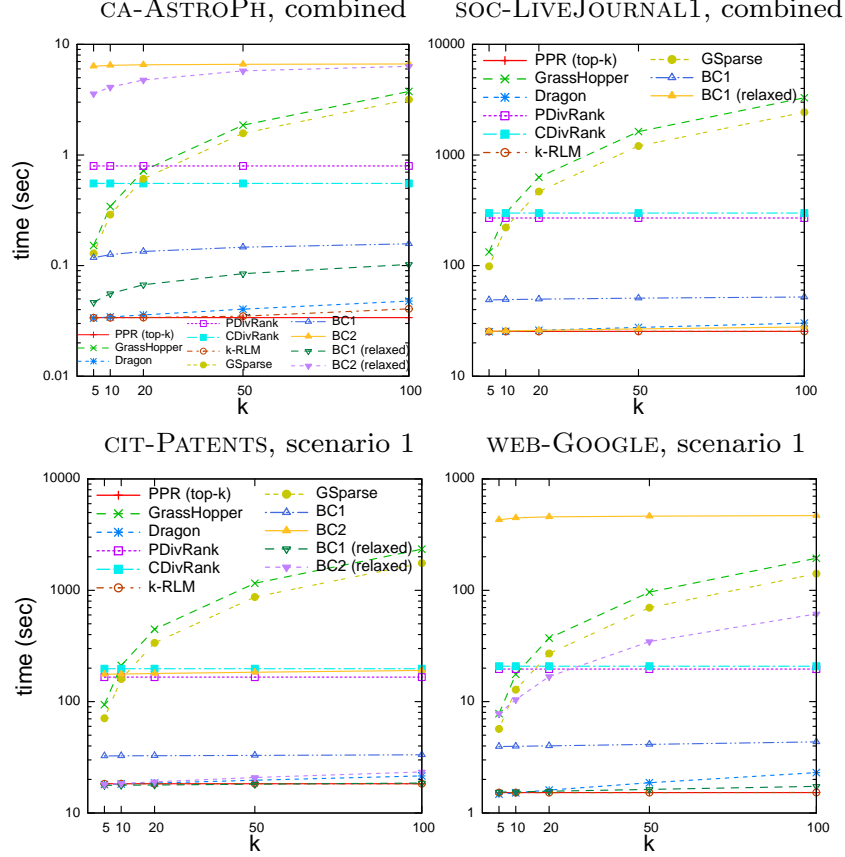 CA-ASTROPH, combined
10
1
0.1
0.01
time (sec)
PPR (top-k)
GrassHopper
Dragon
PDivRank
CDivRank
k-RLM
GSparse
BC1
BC2
BC1 (relaxed)
BC2 (relaxed)
5 10 20 50 100
k
SOC-LIVEJOURNAL1, combined
10000
1000
100
10
time (sec)
PPR (top-k)
GrassHopper
Dragon
PDivRank
CDivRank
k-RLM
GSparse
BC1
BC1 (relaxed)
5 10 20 50 100
k
CIT-PATENTS, scenario 1
10000
1000
100
10
time (sec)
PPR (top-k)
GrassHopper
Dragon
PDivRank
CDivRank
k-RLM
GSparse
BC1
BC2
BC1 (relaxed)
BC2 (relaxed)
5 10 20 50 100
k
WEB-GOOGLE, scenario 1
1000
100
10
1
time (sec)
5 10 20 50 100
k